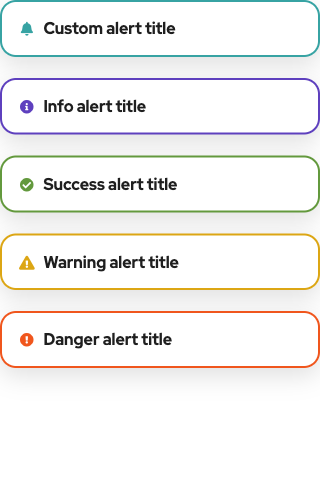 Custom alert title
Info alert title
Success alert title
Warning alert title
Danger alert title